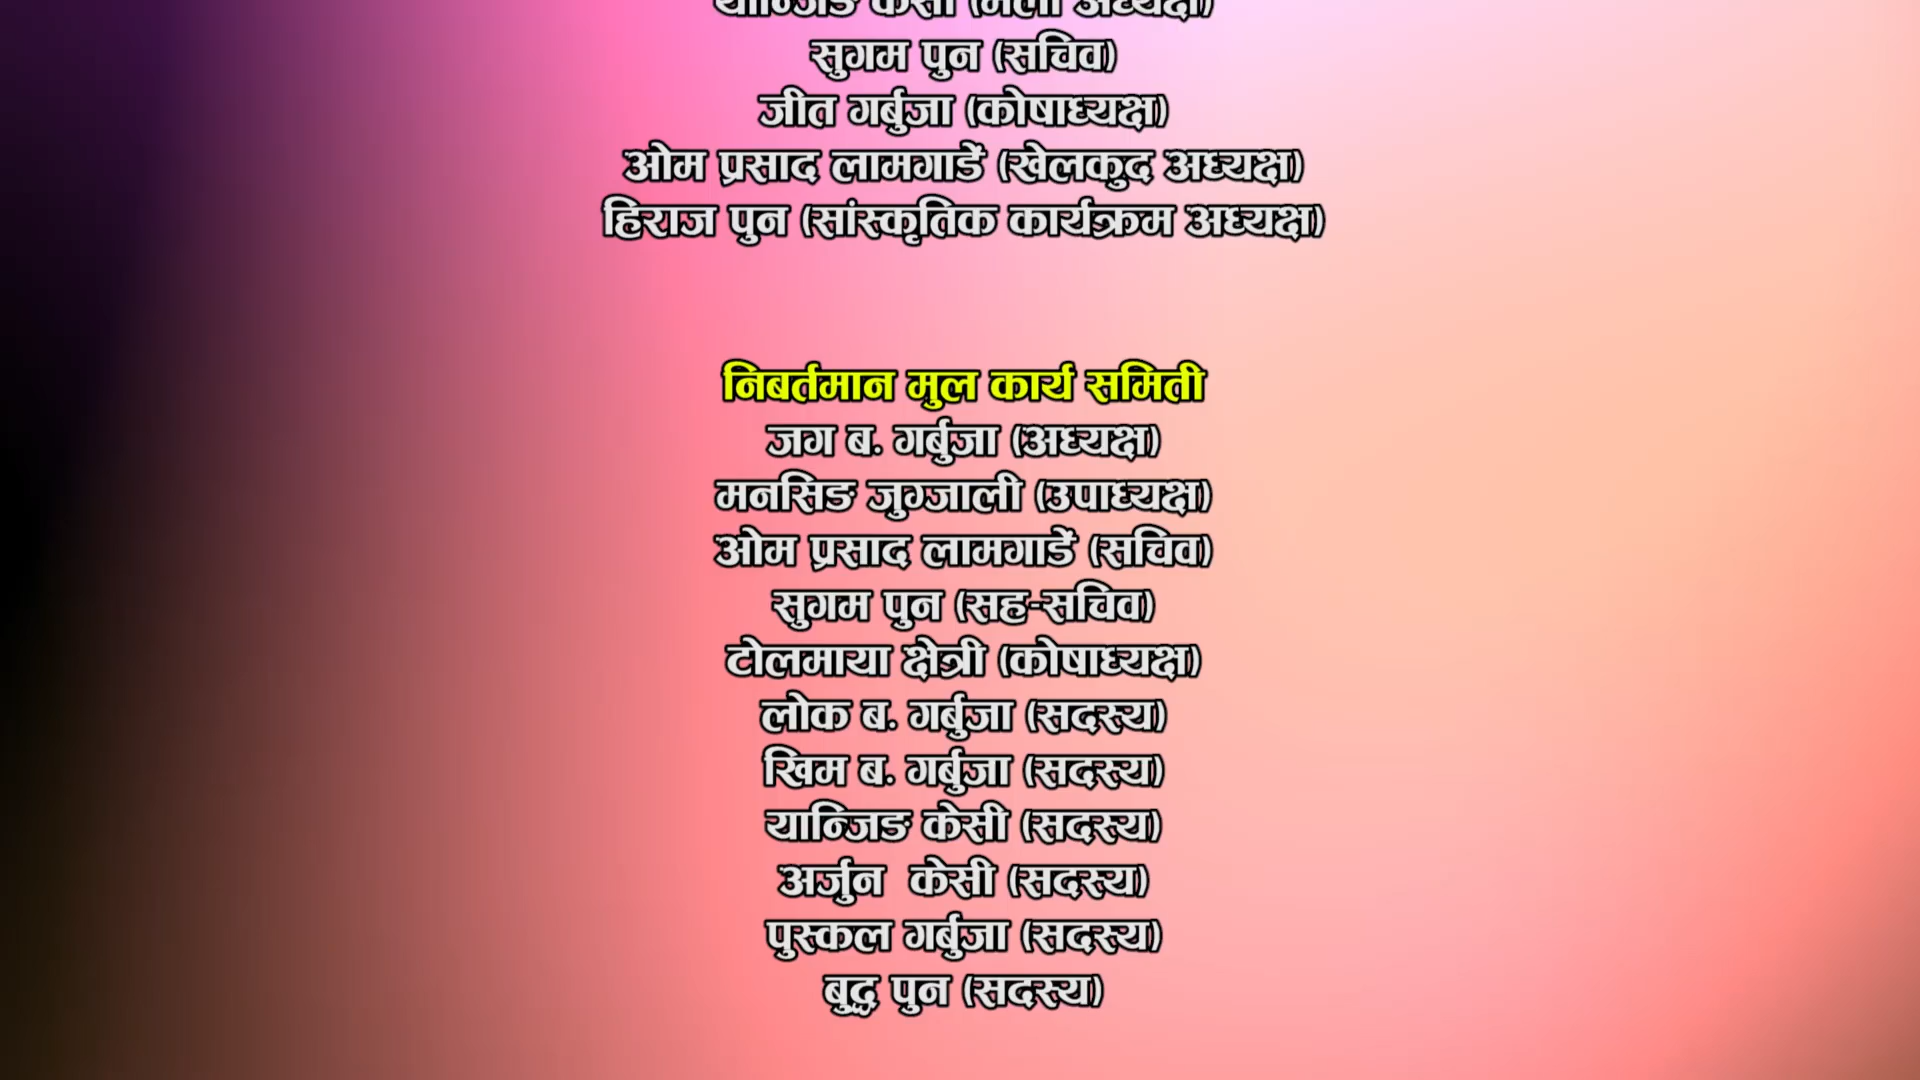 यान्जिङ केसी (मेला अध्यक्ष)
सुगम पुन (सचिव)
जीत गर्बुजा (कोषाध्यक्ष)
ओम प्रसाद लामगाडें (खेलकुद अध्यक्ष)
हिराज पुन (सांस्कृतिक कार्यक्रम अध्यक्ष)
निबर्तमान मुल कार्य समिती
जग ब. गर्बुजा (अध्यक्ष)
मनसिङ जुग्जाली (उपाध्यक्ष)
ओम प्रसाद लामगाडें (सचिव)
सुगम पुन (सह-सचिव)
टोलमाया क्षेत्री (कोषाध्यक्ष)
लोक ब. गर्बुजा (सदस्य)
खिम ब. गर्बुजा (सदस्य)
यान्जिङ केसी (सदस्य)
अर्जुन केसी (सदस्य)
पुस्कल गर्बुजा (सदस्य)
बुद्ध पुन (सदस्य)